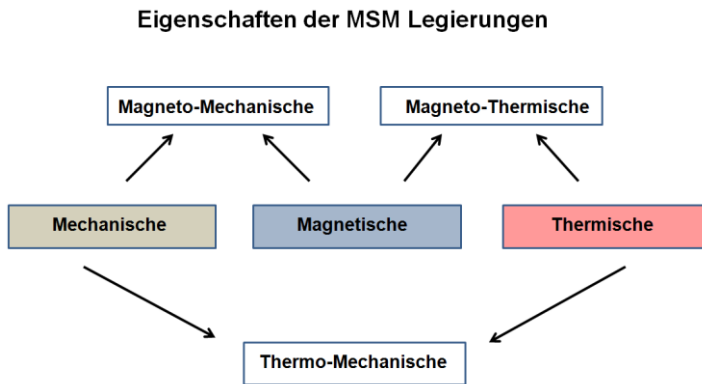 Eigenschaften der MSM Legierungen
Magneto-Mechanische
Magneto-Thermische
Mechanische
Magnetische
Thermische
Thermo-Mechanische